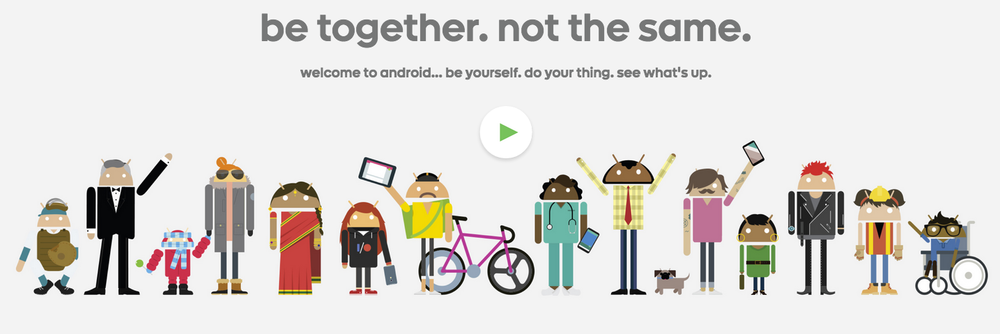 be together. not the same.
welcome to android... be yourself. do your thing. see what's up.